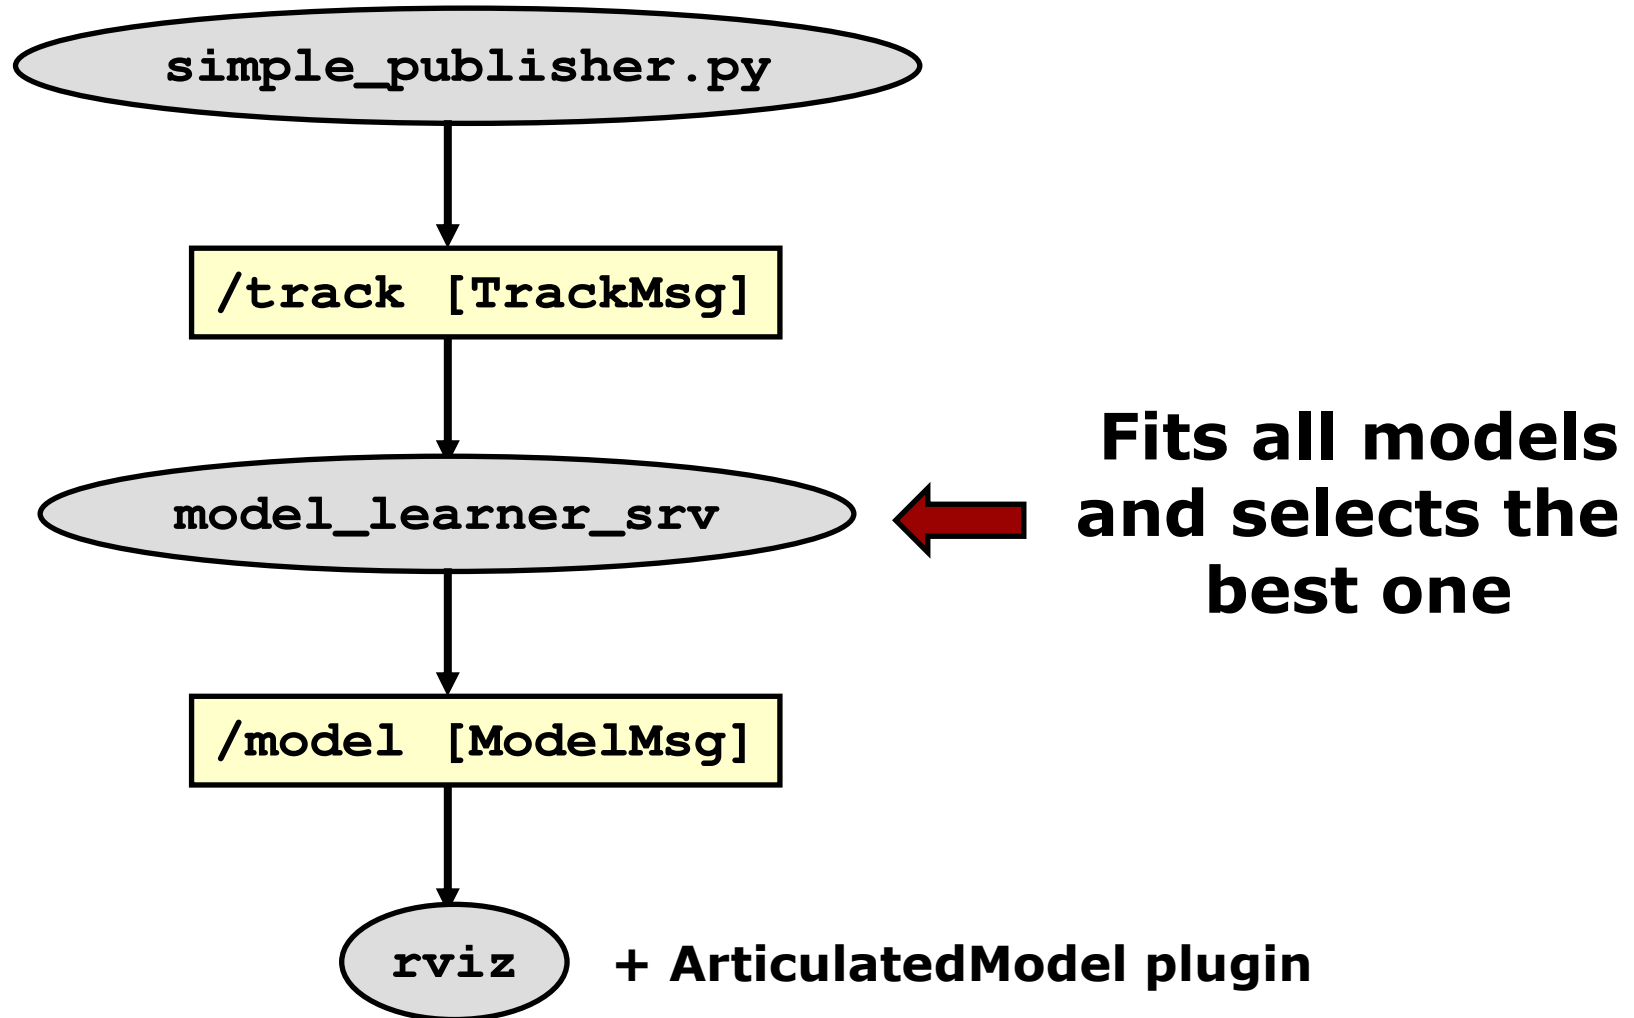 simple_publisher.py
/track [TrackMsg]
Fits all models
and selects the
best one
model_learner_srv
/model [ModelMsg]
rviz
+ ArticulatedModel plugin